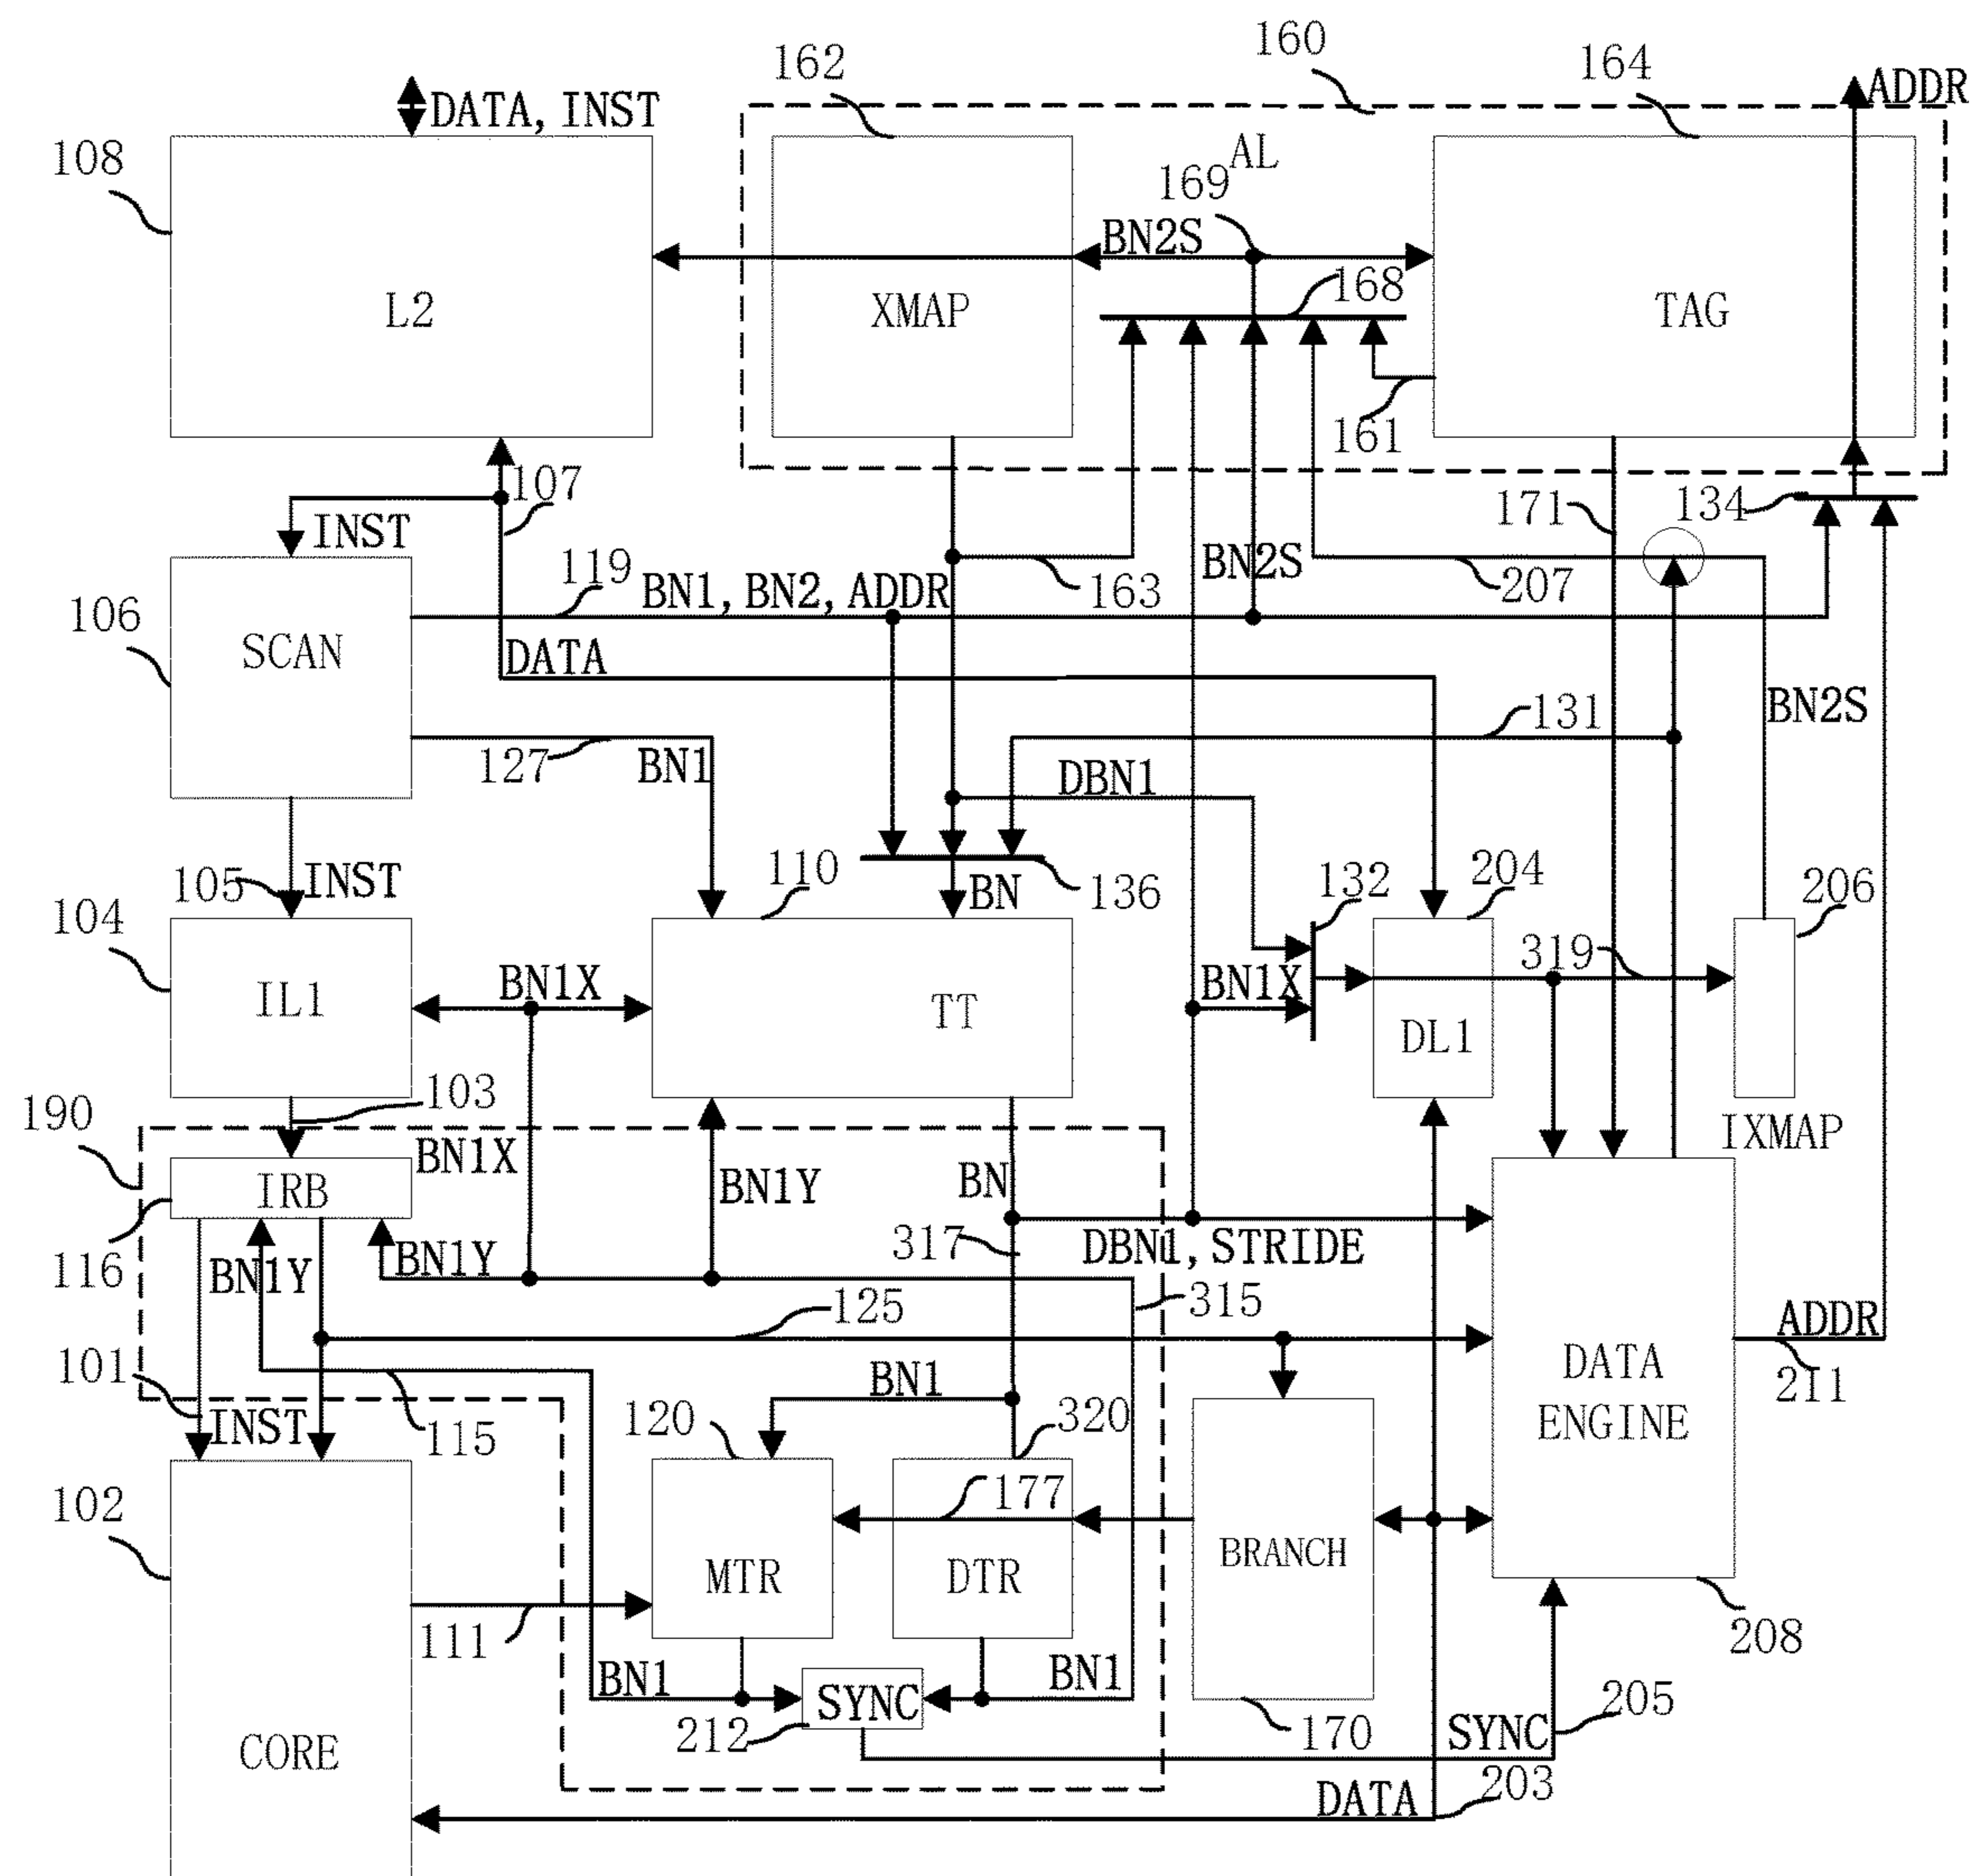 160
162
164
ADDR
DATA, INST
108
AL
169
BN2S
168
L2
XMAP
TAG
161
107
171
134
INST
119
BN2S
BN1, BN2, ADDR
163
207
106
SCAN
DATA
BN2S
131
127
BN1
DBN1
110
132
204
105
INST
BN
136
206
104
319
BN1X
BN1X
IL1
TT
DL1
103
190
BN1X
IXMAP
IRB
BN
BN1Y
116
BN1Y
BN1Y
317
DBN1, STRIDE
315
125
ADDR
101
BN1
DATA
211
INST
115
120
320
ENGINE
102
177
MTR
DTR
BRANCH
111
208
BN1
BN1
SYNC
212
170
SYNC
205
CORE
DATA
203